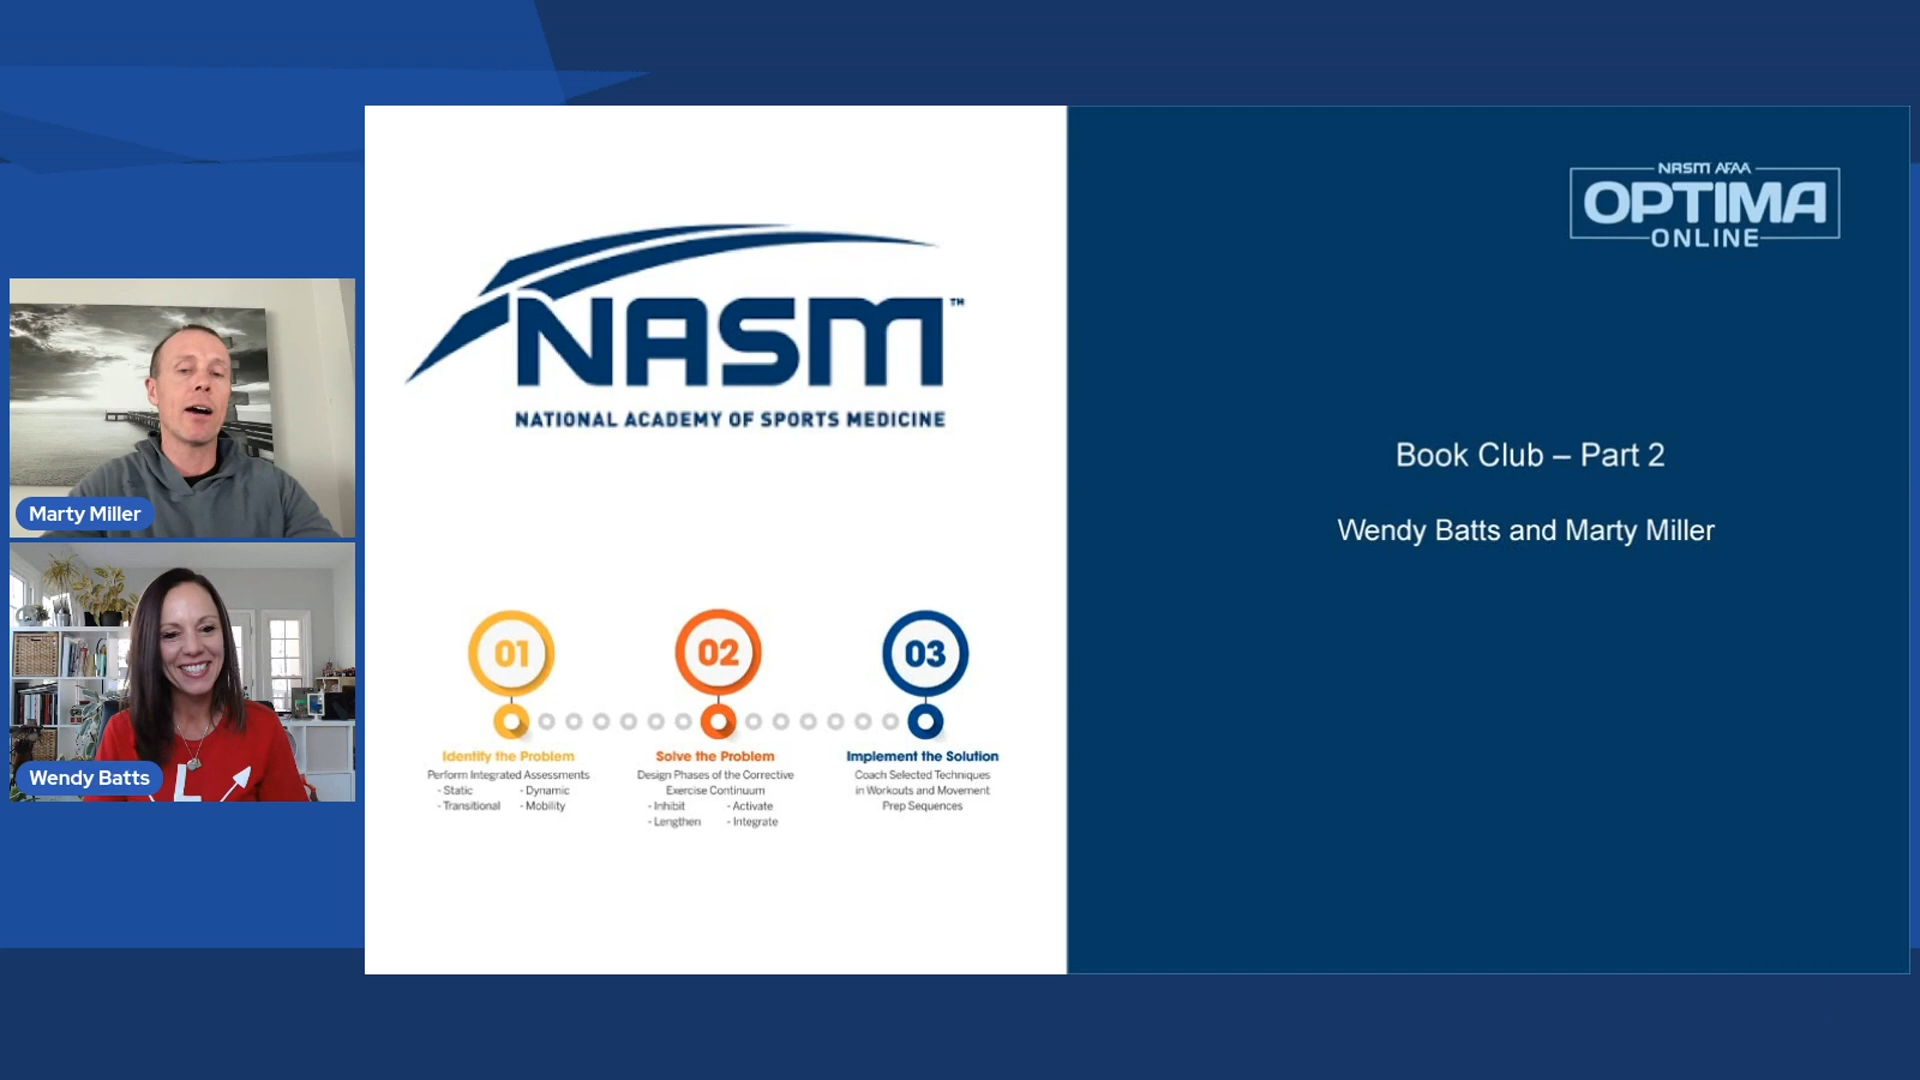 NASM AFAA
OPTIMA
ONLINE
NASM™
NATIONAL ACADEMY OF SPORTS MEDICINE
Book Club – Part 2
Wendy Batts and Marty Miller
Marty Miller
Wendy Batts
L
01
02
03
Identify the Problem
Perform Integrated Assessments
- Static - Dynamic
- Transitional - Mobility
Solve the Problem
Design Phases of the Corrective
Exercise Continuum
- Inhibit - Activate
- Lengthen - Integrate
Implement the Solution
Coach Selected Techniques
in Workouts and Movement
Prep Sequences